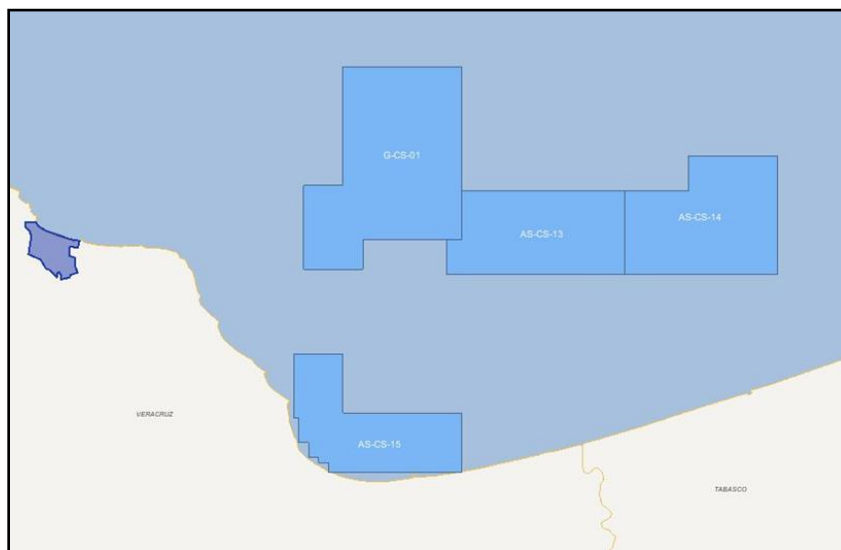 G-CS-01
AS-CS-14
AS-CS-13
VERACRUZ
AS-CS-15
TABASCO